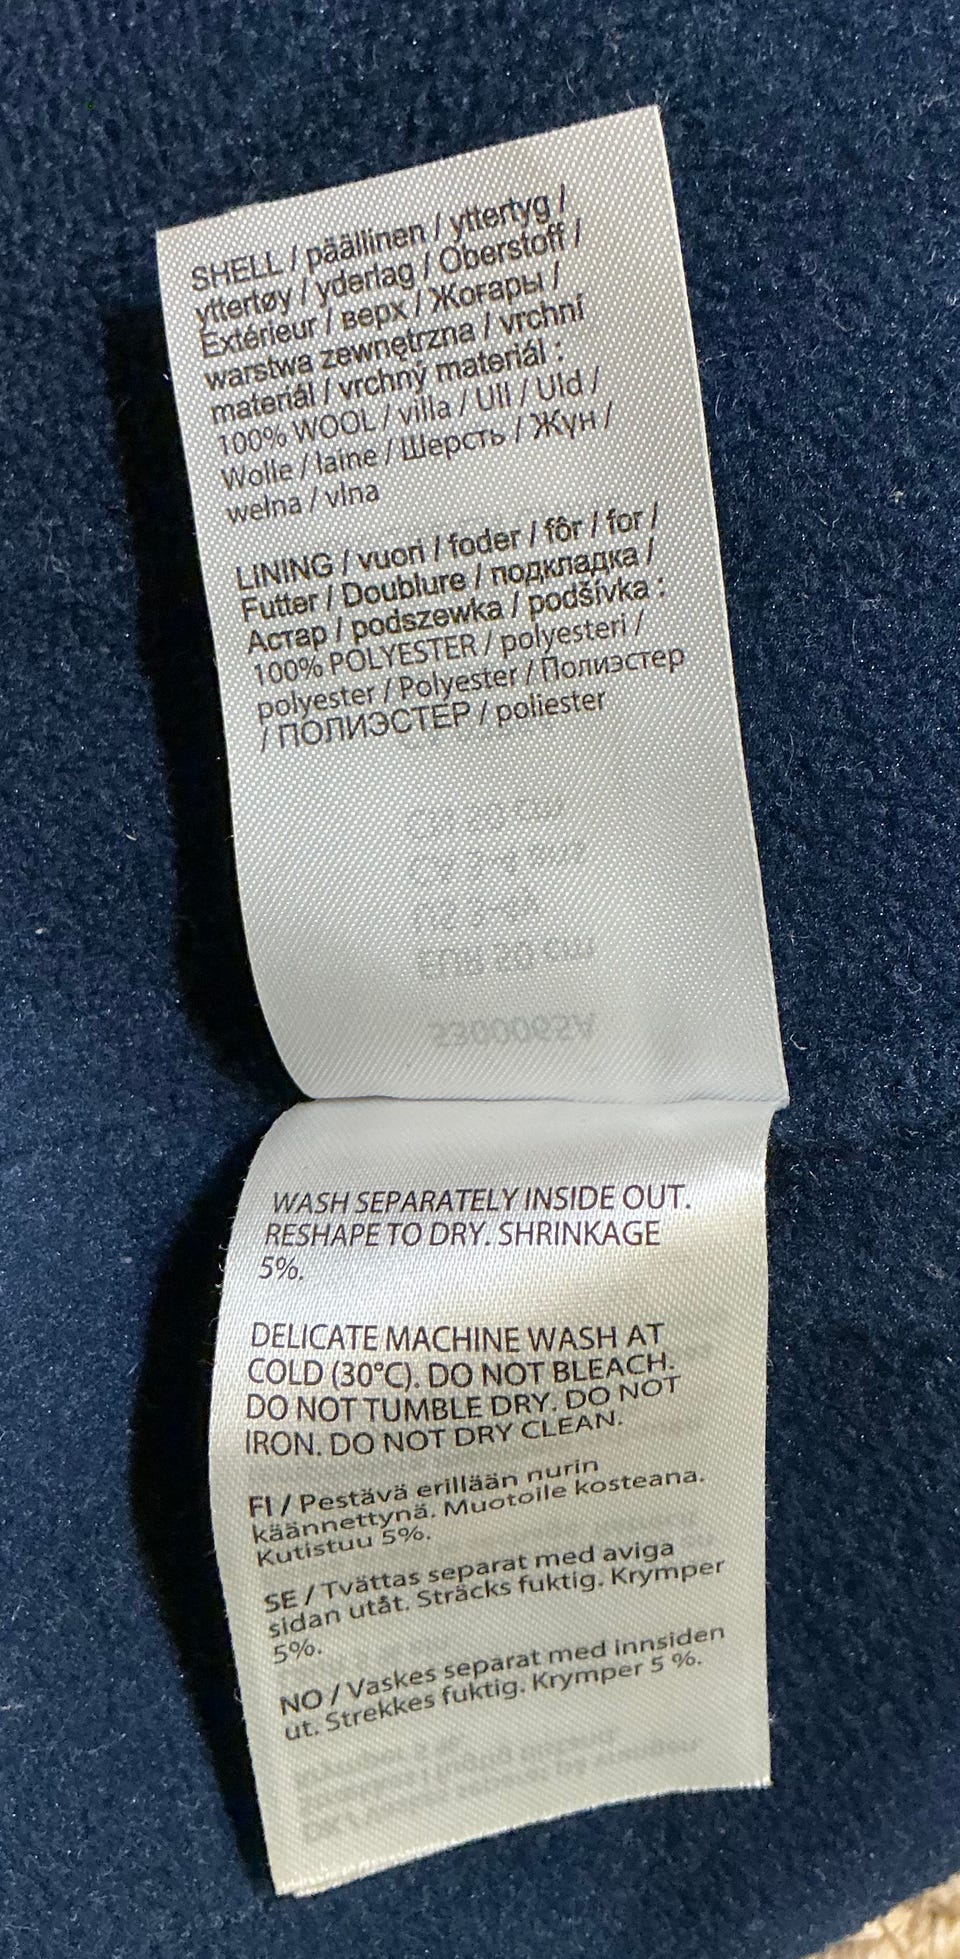 SHELL / päällinen / yttertyg /
yttertøy / yderlag / Oberstoff /
Extérieur / верх / Жоғары /
warstwa zewnętrzna / vrchní
materiál / vrchný materiál :
100% WOOL / villa / Ull / Uld /
Wolle / laine / Шерсть / Жүн /
wełna / vlna
LINING / vuori / foder / fôr / for /
Futter / Doublure / подкладка /
Астар / podszewka / podšívka :
100% POLYESTER / polyesteri /
polyester / Polyester / Полиэстер
/ ПОЛИЭСТЕР / poliester
WASH SEPARATELY INSIDE OUT.
RESHAPE TO DRY. SHRINKAGE
5%.
DELICATE MACHINE WASH AT
COLD (30°C). DO NOT BLEACH.
DO NOT TUMBLE DRY. DO NOT
IRON. DO NOT DRY CLEAN.
FI / Pestävä erillään nurin
käännettynä. Muotoile kosteana.
Kutistuu 5%.
SE / Tvättas separat med aviga
sidan utåt. Sträcks fuktig. Krymper
5%.
NO / Vaskes separat med innsiden
ut. Strekkes fuktig. Krymper 5 %.